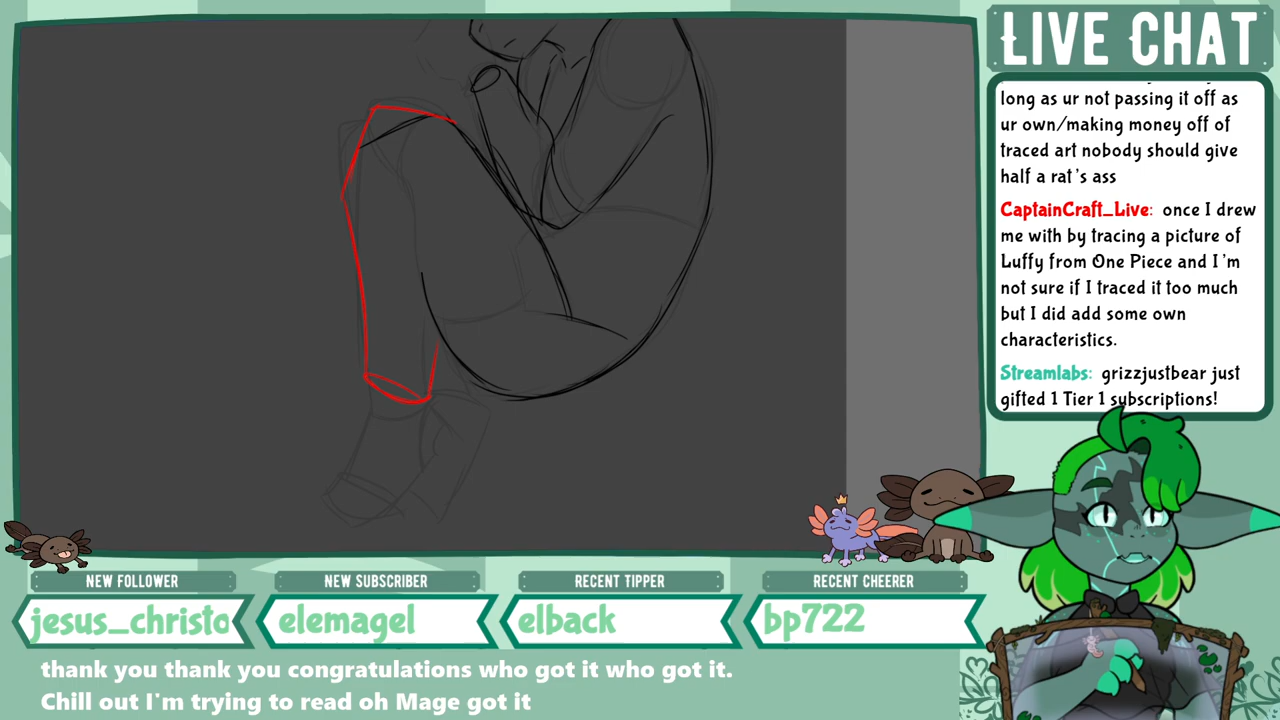 LIVE CHAT
long as ur not passing it off as
ur own/making money off of
traced art nobody should give
half a rat's ass
CaptainCraft_Live: once I drew
me with by tracing a picture of
Luffy from One Piece and I'm
not sure if I traced it too much
but I did add some own
characteristics.
Streamlabs: grizzjustbear just
gifted 1 Tier 1 subscriptions!
NEW FOLLOWER
jesus_christo
NEW SUBSCRIBER
elemagel
RECENT TIPPER
elback
RECENT CHEERER
bp722
thank you thank you congratulations who got it who got it.
Chill out I'm trying to read oh Mage got it